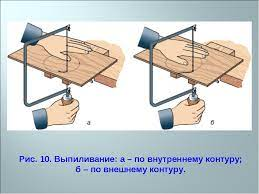 а
б
Рис. 10. Выпиливание: а – по внутреннему контуру;
б – по внешнему контуру.